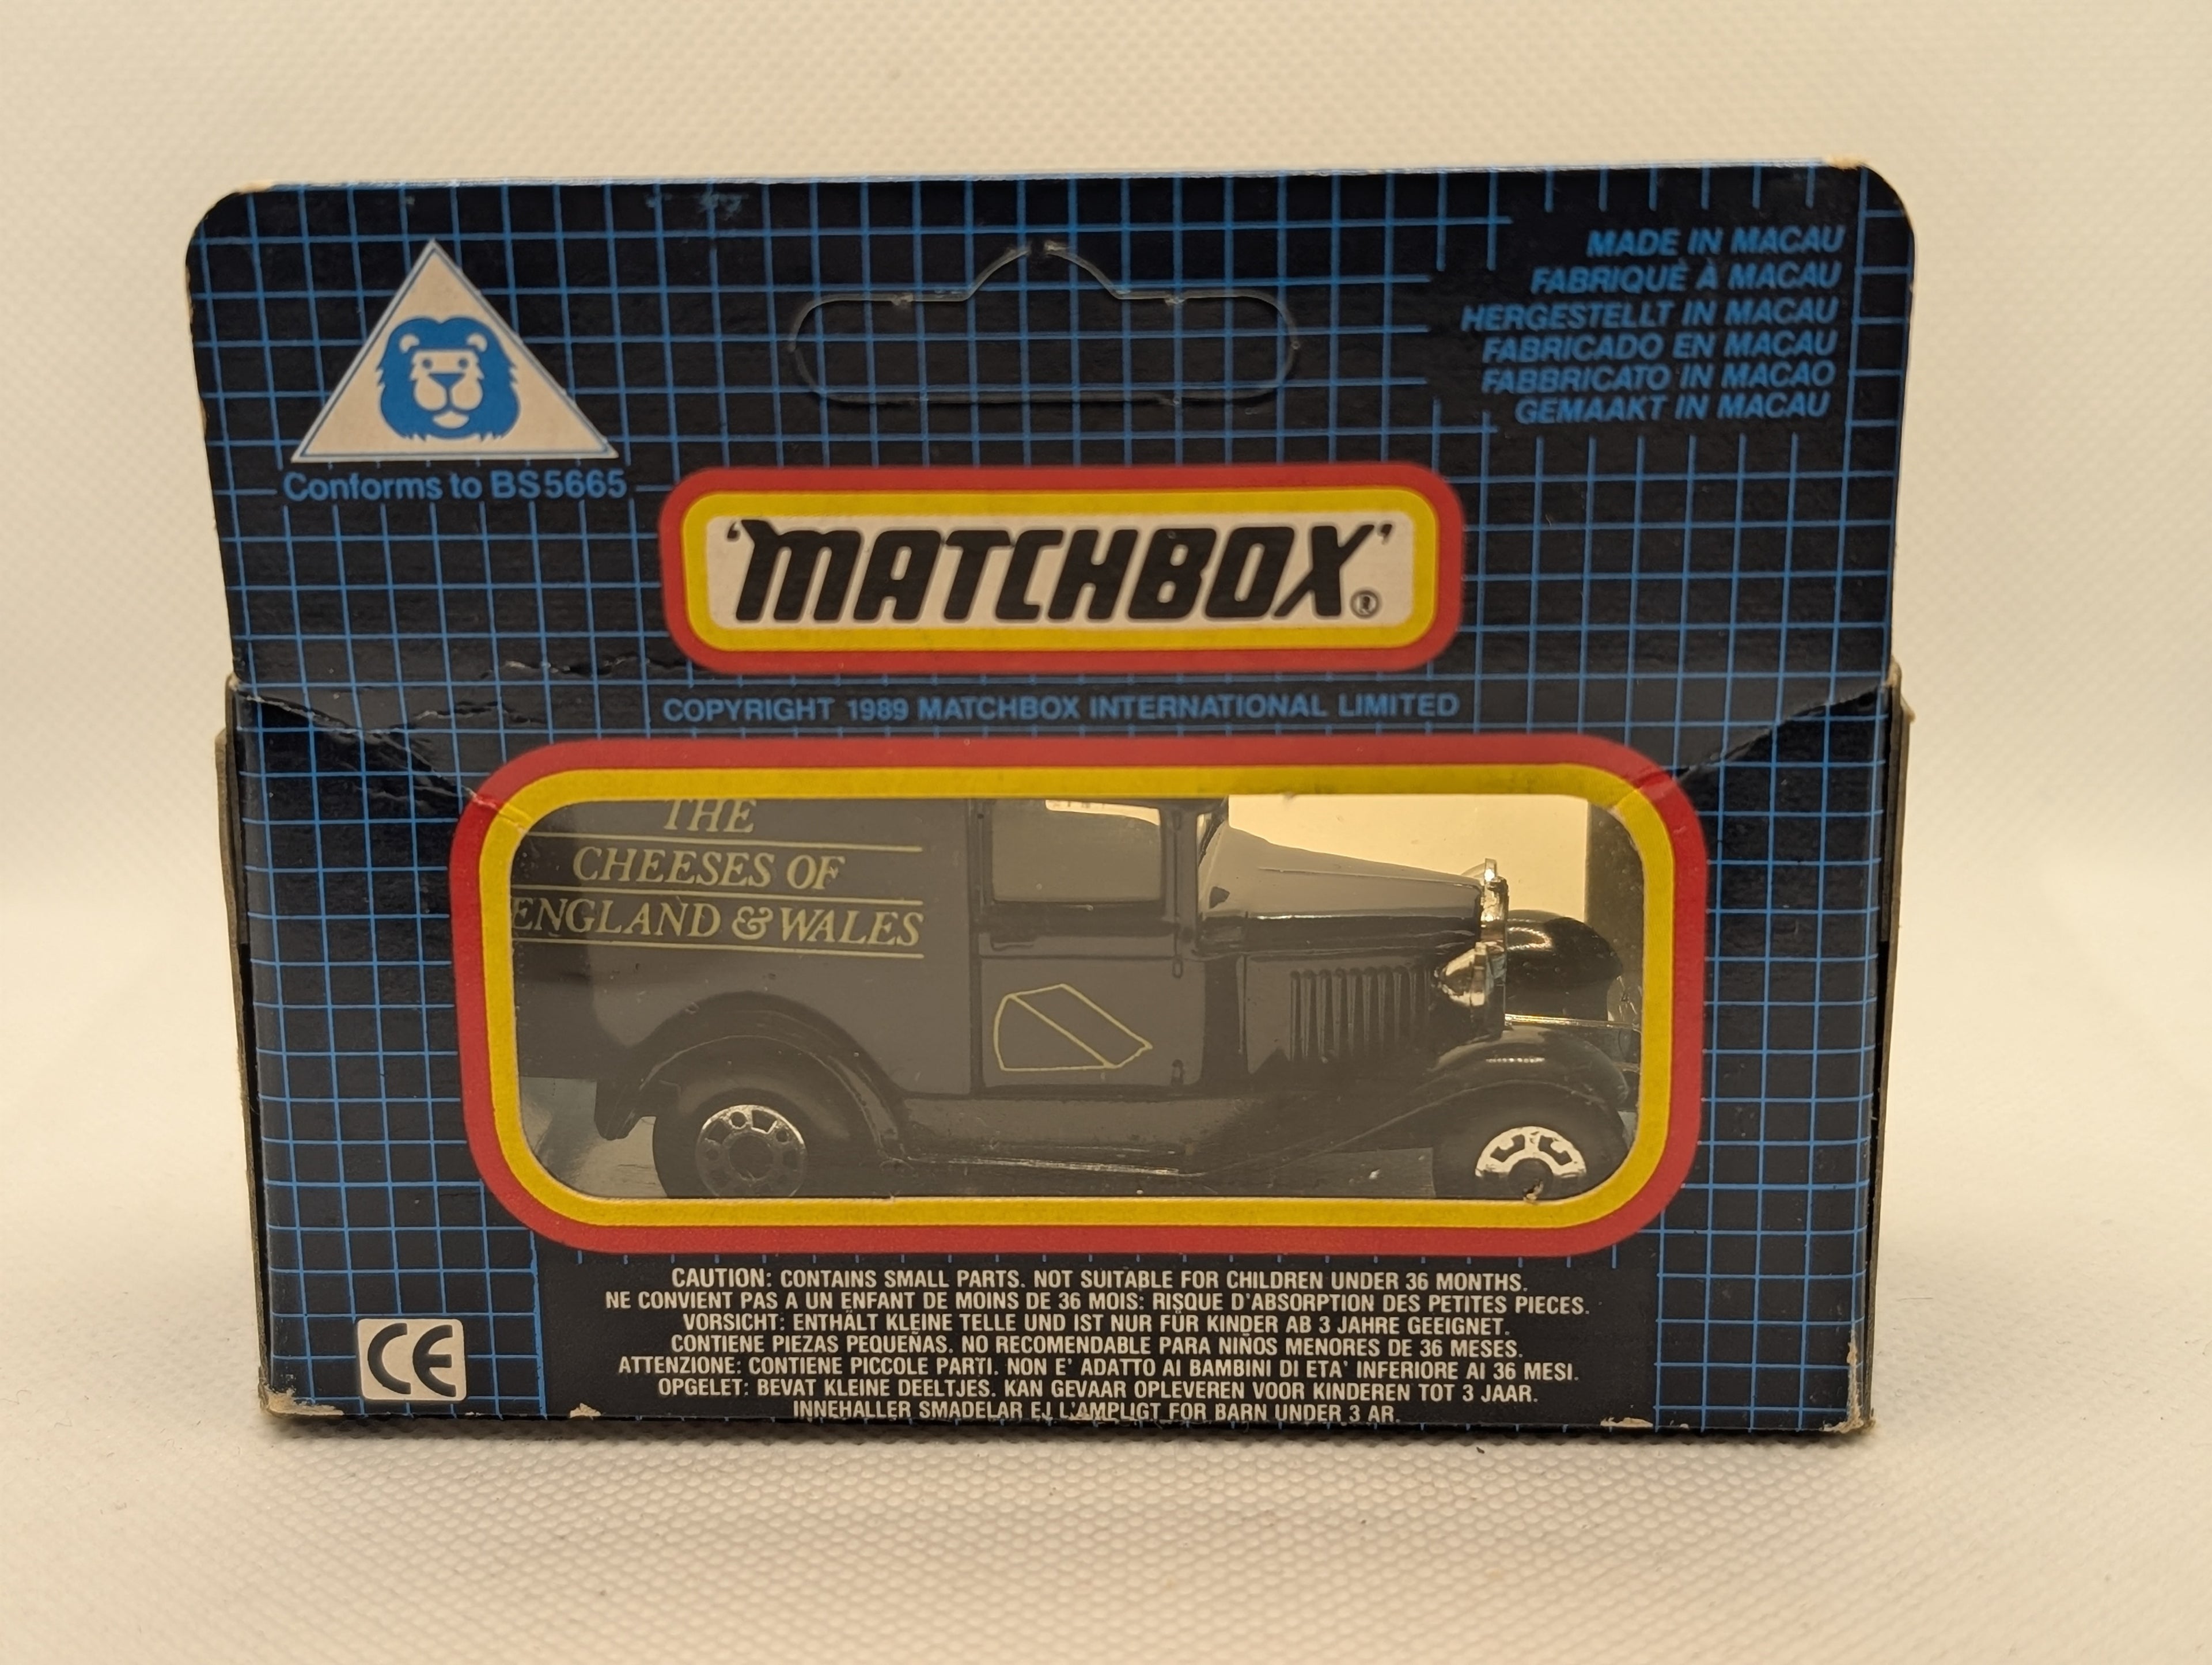 MADE IN MACAU
FABRIQUÉ À MACAU
HERGESTELLT IN MACAU
FABRICADO EN MACAU
FABBRICATO IN MACAO
GEMAAKT IN MACAU
Conforms to BS5665
'MATCHBOX'®
COPYRIGHT 1989 MATCHBOX INTERNATIONAL LIMITED
THE
CHEESES OF
ENGLAND & WALES
CAUTION: CONTAINS SMALL PARTS. NOT SUITABLE FOR CHILDREN UNDER 36 MONTHS.
NE CONVIENT PAS A UN ENFANT DE MOINS DE 36 MOIS: RISQUE D'ABSORPTION DES PETITES PIECES.
VORSICHT: ENTHÄLT KLEINE TELLE UND IST NUR FÜR KINDER AB 3 JAHRE GEEIGNET.
CONTIENE PIEZAS PEQUEÑAS. NO RECOMENDABLE PARA NIÑOS MENORES DE 36 MESES.
ATTENZIONE: CONTIENE PICCOLE PARTI. NON E' ADATTO AI BAMBINI DI ETA' INFERIORE AI 36 MESI.
OPGELET: BEVAT KLEINE DEELTJES. KAN GEVAAR OPLEVEREN VOOR KINDEREN TOT 3 JAAR.
INNEHALLER SMADELAR EJ L'AMPLIGT FOR BARN UNDER 3 AR.
CE